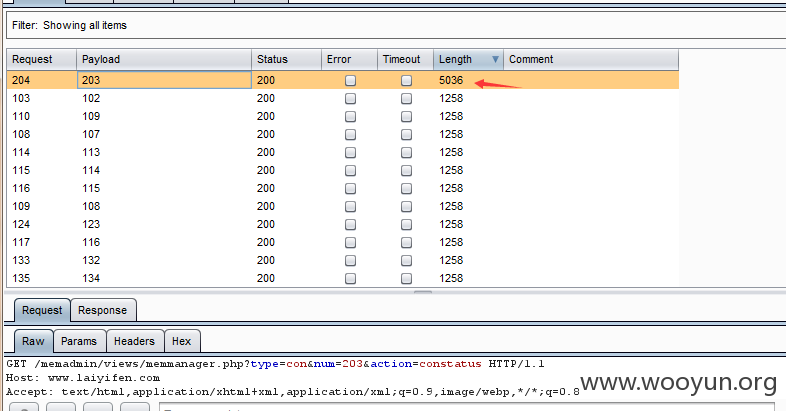 Filter: Showing all items
Request Payload Status Error Timeout Length Comment
204 203 200 5036
103 102 200 1258
110 109 200 1258
108 107 200 1258
114 113 200 1258
115 114 200 1258
116 115 200 1258
109 108 200 1258
124 123 200 1258
117 116 200 1258
133 132 200 1258
135 134 200 1258
Request Response
Raw Params Headers Hex
GET /memadmin/views/memmanager.php?type=con&num=203&action=constatus HTTP/1.1
Host: www.laiyifen.com
Accept: text/html,application/xhtml+xml,application/xml;q=0.9,image/webp,*/*;q=0.8
www.wooyun.org